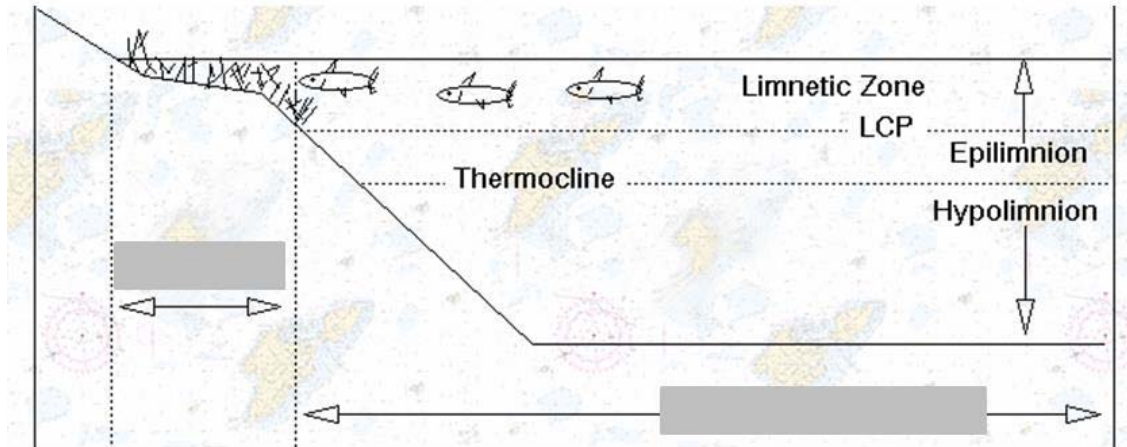 Limnetic Zone
LCP
Epilimnion
Thermocline
Hypolimnion